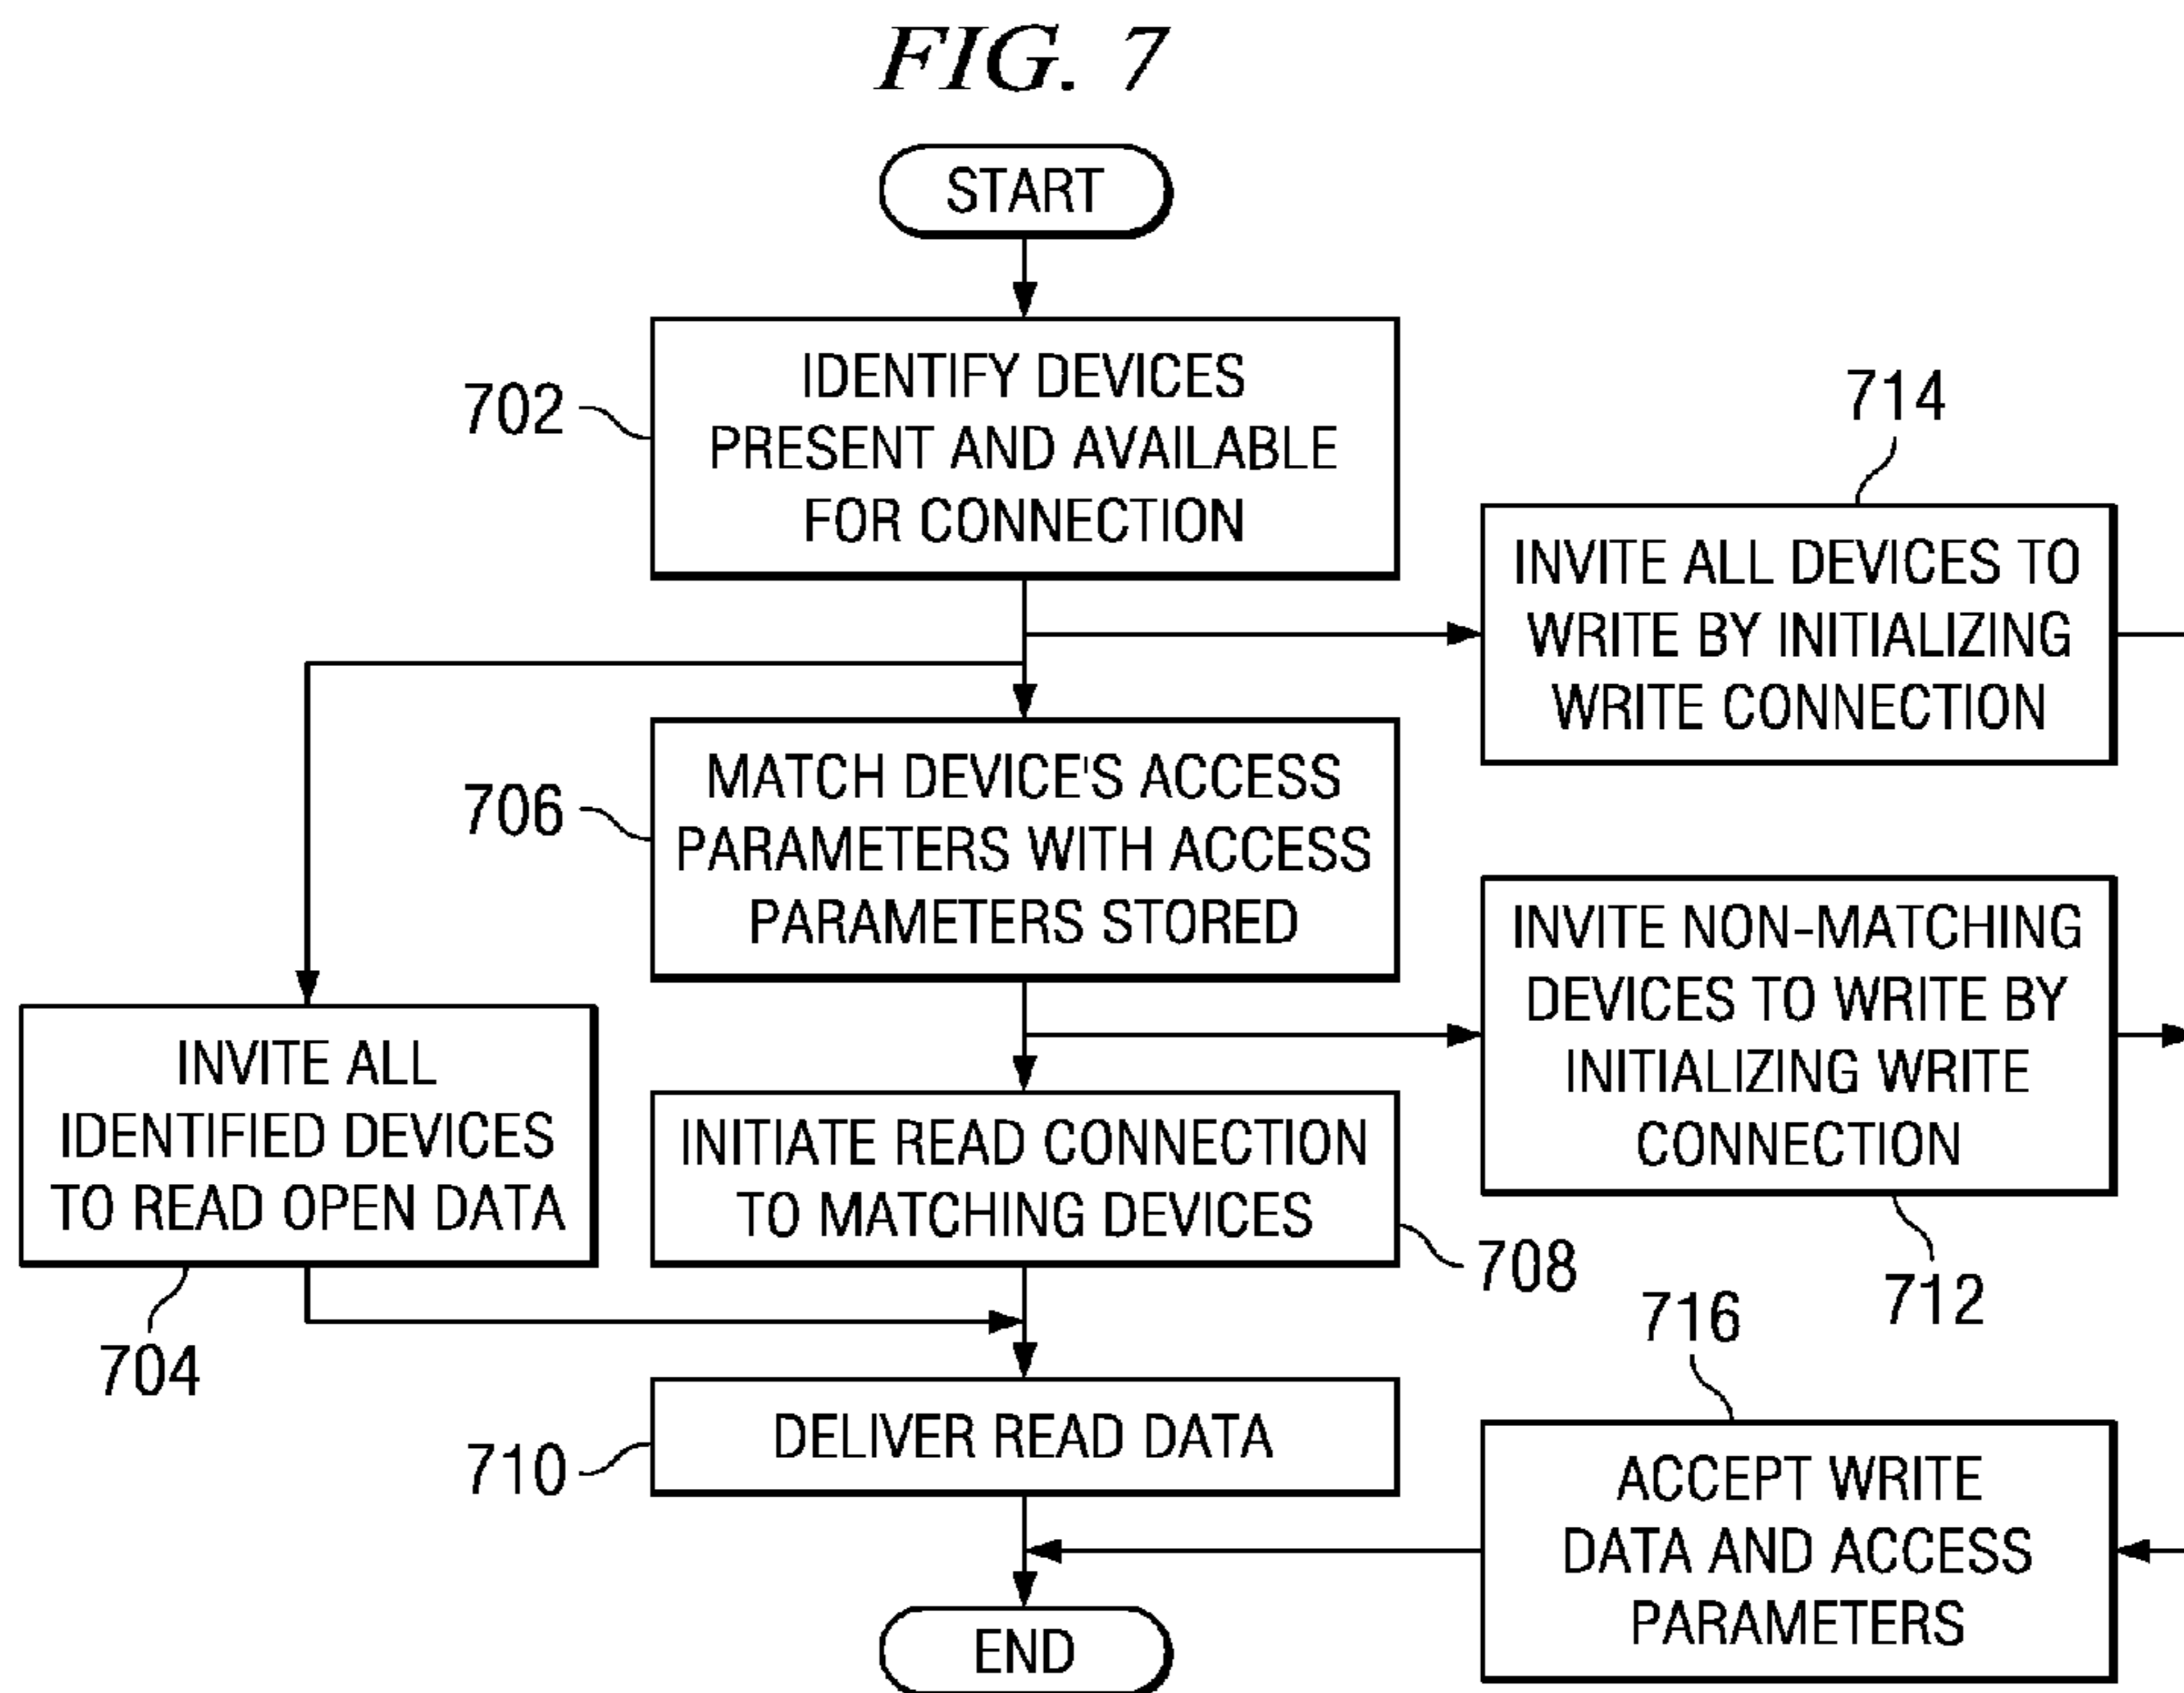 FIG. 7
START
702
IDENTIFY DEVICES
PRESENT AND AVAILABLE
FOR CONNECTION
714
INVITE ALL DEVICES TO
WRITE BY INITIALIZING
WRITE CONNECTION
706
MATCH DEVICE'S ACCESS
PARAMETERS WITH ACCESS
PARAMETERS STORED
INVITE NON-MATCHING
DEVICES TO WRITE BY
INITIALIZING WRITE
CONNECTION
712
INVITE ALL
IDENTIFIED DEVICES
TO READ OPEN DATA
704
INITIATE READ CONNECTION
TO MATCHING DEVICES
708
716
710
DELIVER READ DATA
ACCEPT WRITE
DATA AND ACCESS
PARAMETERS
END